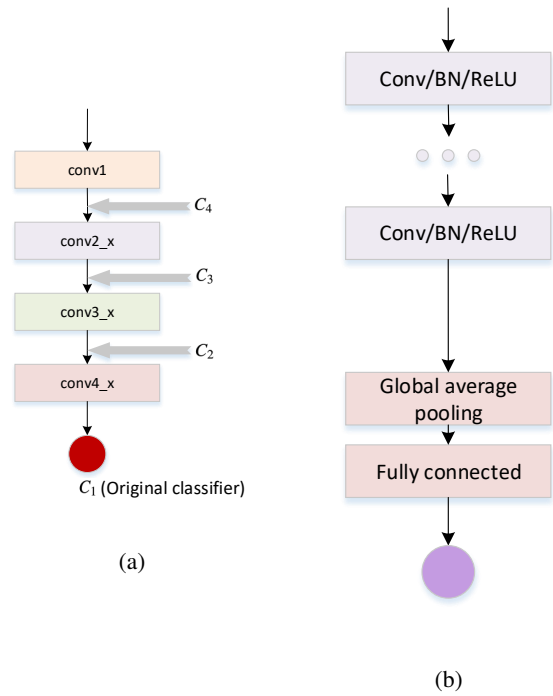 conv1
C₄
conv2_x
C₃
conv3_x
C₂
conv4_x
C₁ (Original classifier)
(a)
Conv/BN/ReLU
Conv/BN/ReLU
Global average
pooling
Fully connected
(b)